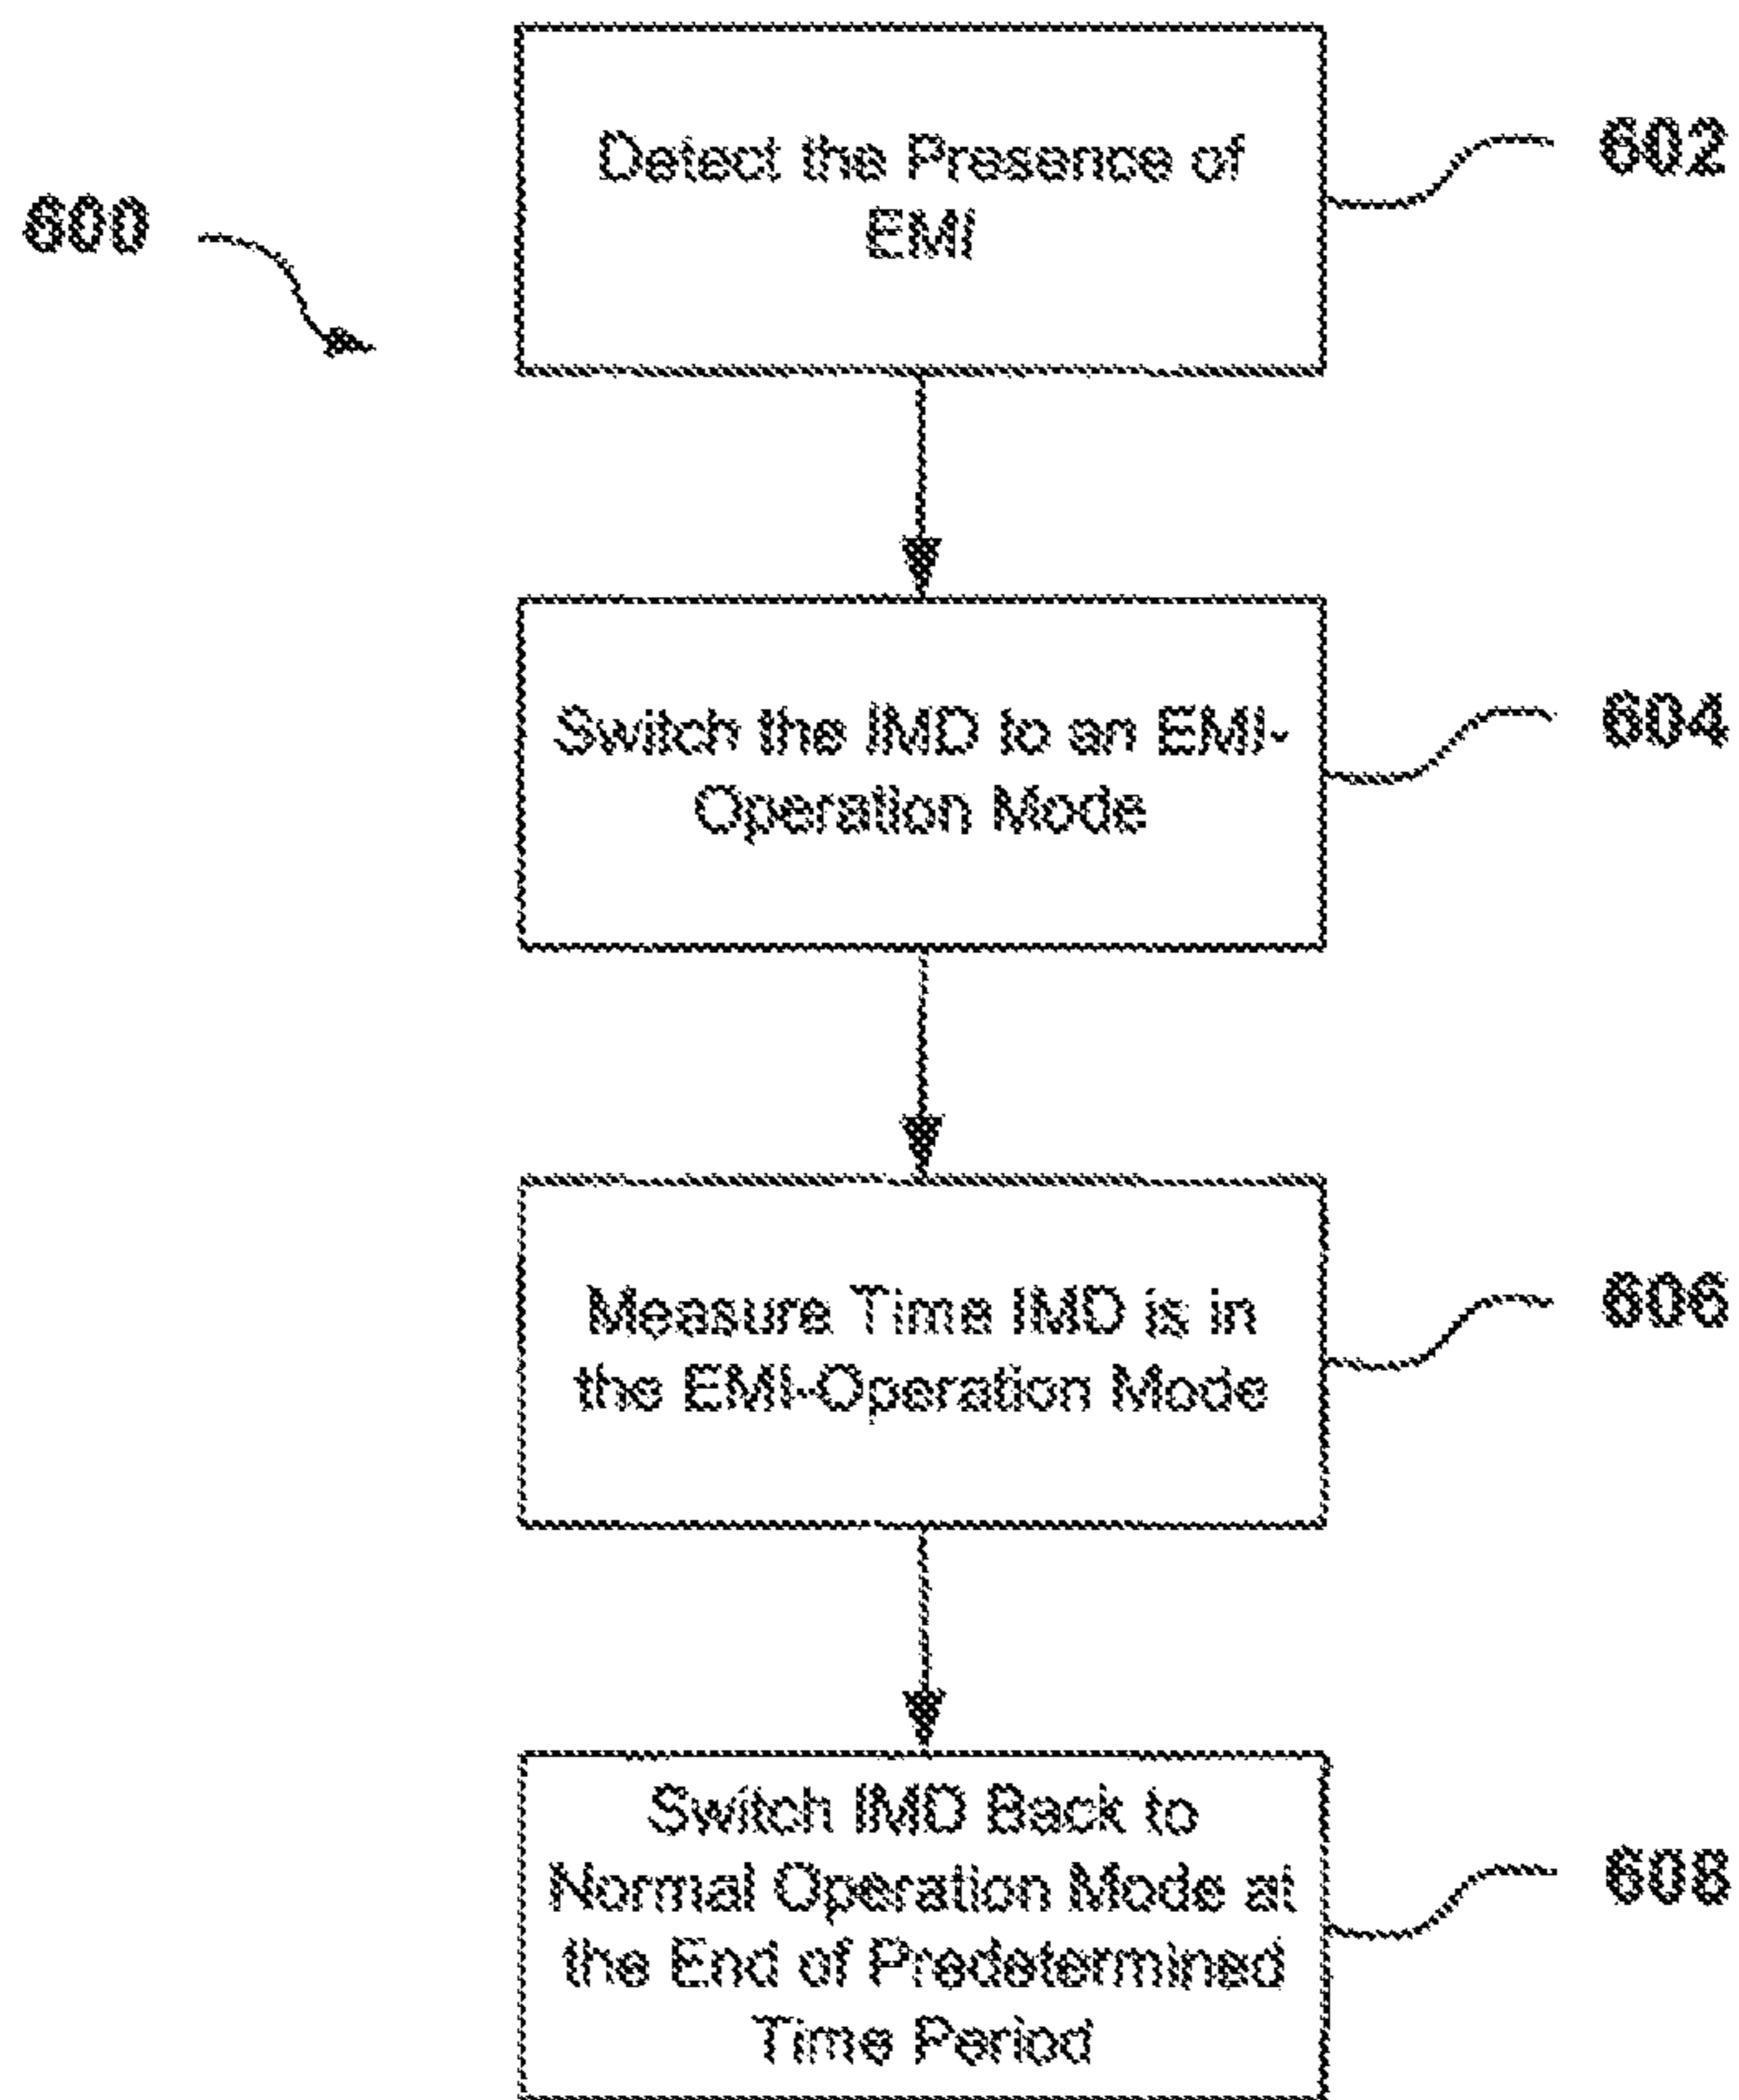 600
Detect the Presence of
EMI
602
Switch the IMD to an EMI-
Operation Mode
604
Measure Time IMD is in
the EMI-Operation Mode
606
Switch IMD Back to
Normal Operation Mode at
the End of Predetermined
Time Period
608